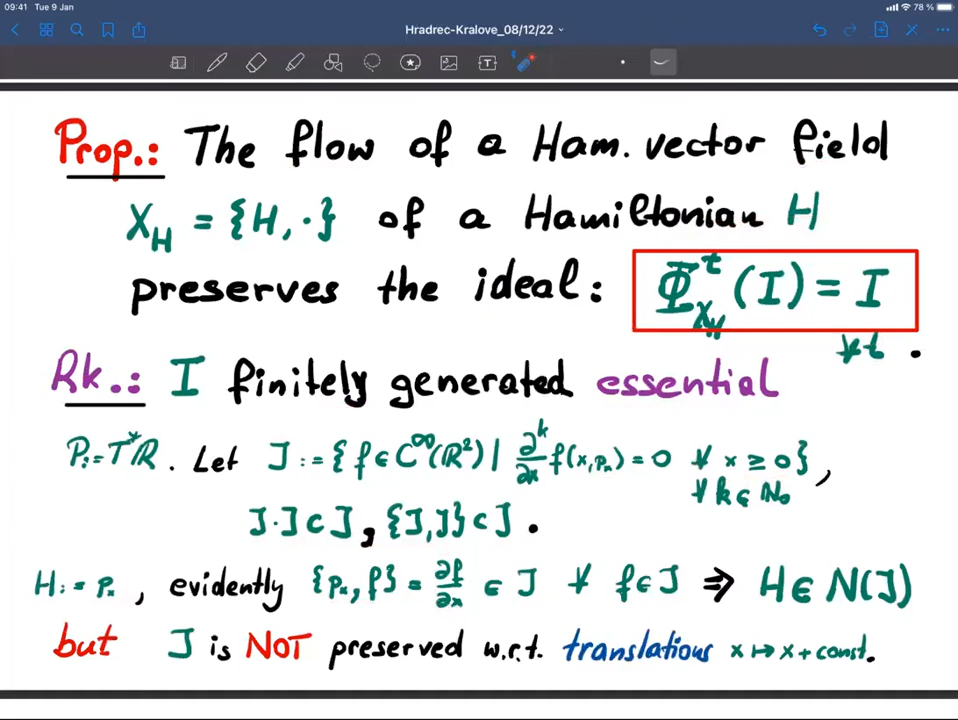 09:41 Tue 9 Jan 78 %
Hradrec-Kralove_08/12/22
Prop.: The flow of a Ham. vector field
X_H = {H, ·} of a Hamiltonian H
preserves the ideal: Φ^t_{X_H} (I) = I
∀t .
Rk.: I finitely generated essential
P:=T*R. Let J := {f ∈ C^∞(R²) | ∂^k/∂x f(x,p_x) = 0 ∀ x ≥ 0},
∀ k ∈ N₀
J·J ⊂ J, {J,J} ⊂ J.
H := p_x, evidently {p_x, f} = ∂f/∂x ∈ J ∀ f ∈ J ⇒ H ∈ N(J)
but J is NOT preserved w.r.t. translations x ↦ x + const.